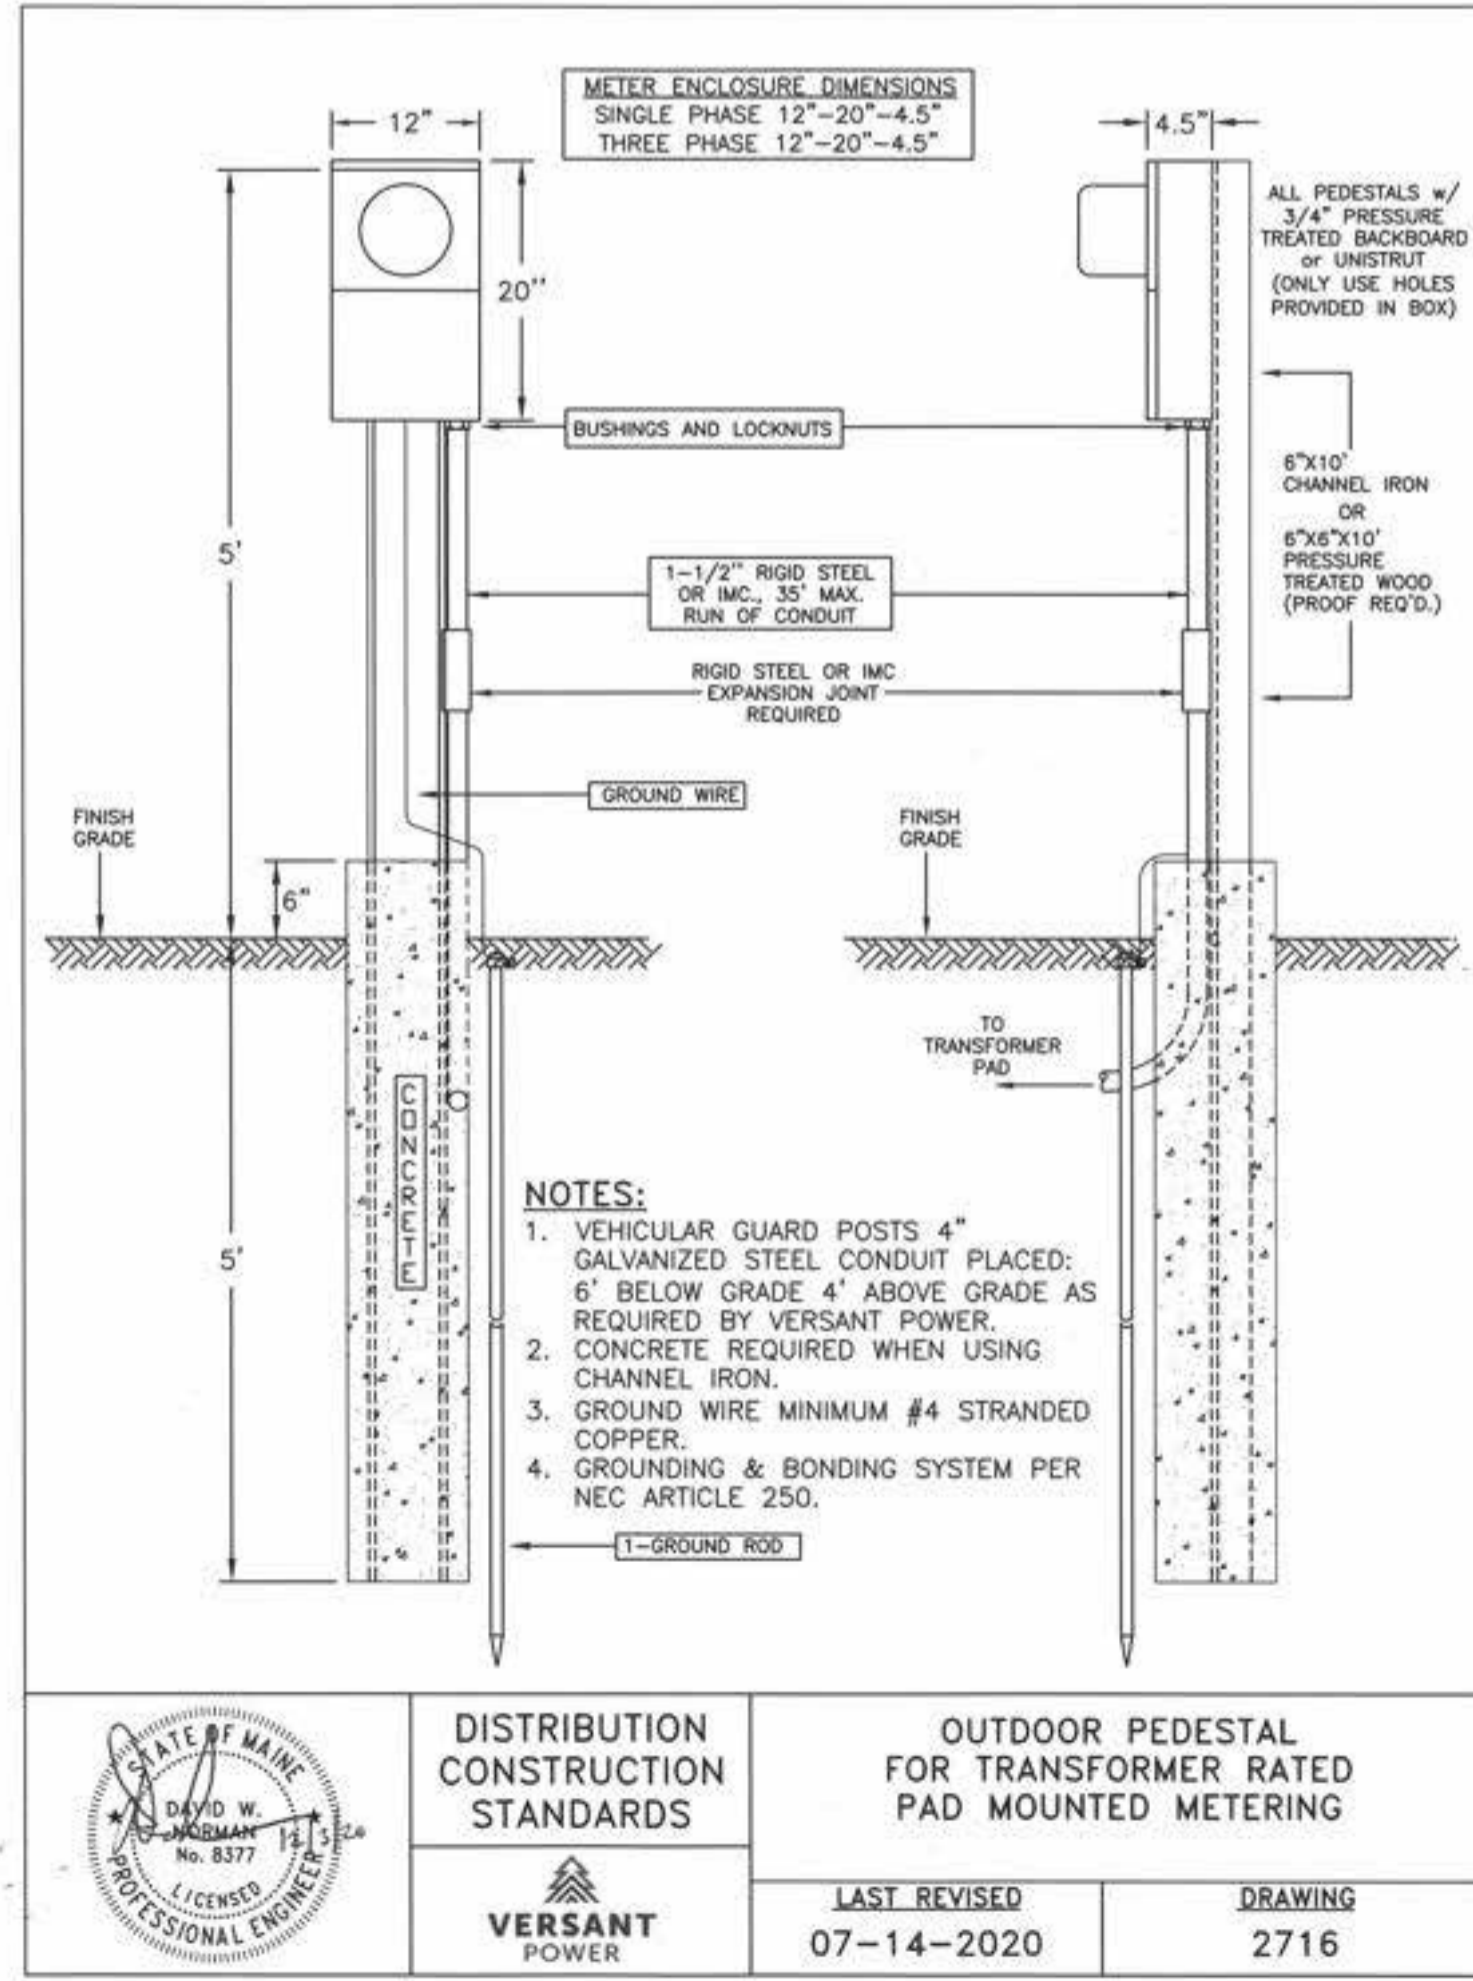 METER ENCLOSURE DIMENSIONS
SINGLE PHASE 12"-20"-4.5"
THREE PHASE 12"-20"-4.5"
12"
4.5"
20"
ALL PEDESTALS w/
3/4" PRESSURE
TREATED BACKBOARD
or UNISTRUT
(ONLY USE HOLES
PROVIDED IN BOX)
BUSHINGS AND LOCKNUTS
6"X10'
CHANNEL IRON
OR
6"X6"X10'
PRESSURE
TREATED WOOD
(PROOF REQ'D.)
5'
1-1/2" RIGID STEEL
OR IMC., 35' MAX.
RUN OF CONDUIT
RIGID STEEL OR IMC
EXPANSION JOINT
REQUIRED
GROUND WIRE
FINISH
GRADE
FINISH
GRADE
6"
TO
TRANSFORMER
PAD
CONCRETE
5'
NOTES:
1. VEHICULAR GUARD POSTS 4"
GALVANIZED STEEL CONDUIT PLACED:
6' BELOW GRADE 4' ABOVE GRADE AS
REQUIRED BY VERSANT POWER.
2. CONCRETE REQUIRED WHEN USING
CHANNEL IRON.
3. GROUND WIRE MINIMUM #4 STRANDED
COPPER.
4. GROUNDING & BONDING SYSTEM PER
NEC ARTICLE 250.
1-GROUND ROD
STATE OF MAINE
DAVID W.
NORMAN
No. 8377
LICENSED
PROFESSIONAL ENGINEER
DISTRIBUTION
CONSTRUCTION
STANDARDS
VERSANT
POWER
OUTDOOR PEDESTAL
FOR TRANSFORMER RATED
PAD MOUNTED METERING
LAST REVISED
07-14-2020
DRAWING
2716